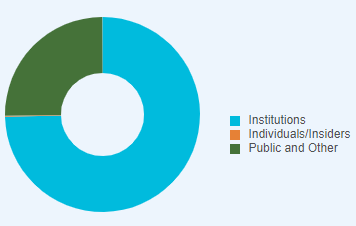 Institutions
Individuals/Insiders
Public and Other